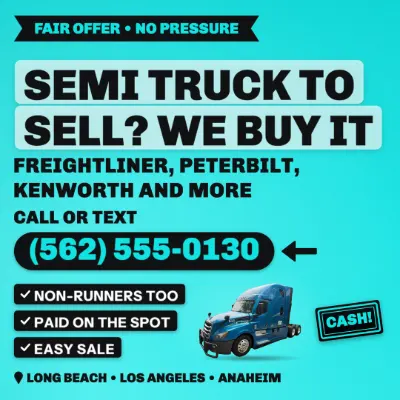 FAIR OFFER • NO PRESSURE
SEMI TRUCK TO
SELL? WE BUY IT
FREIGHTLINER, PETERBILT,
KENWORTH AND MORE
CALL OR TEXT
(562) 555-0130
NON-RUNNERS TOO
PAID ON THE SPOT
EASY SALE
CASH!
LONG BEACH • LOS ANGELES • ANAHEIM